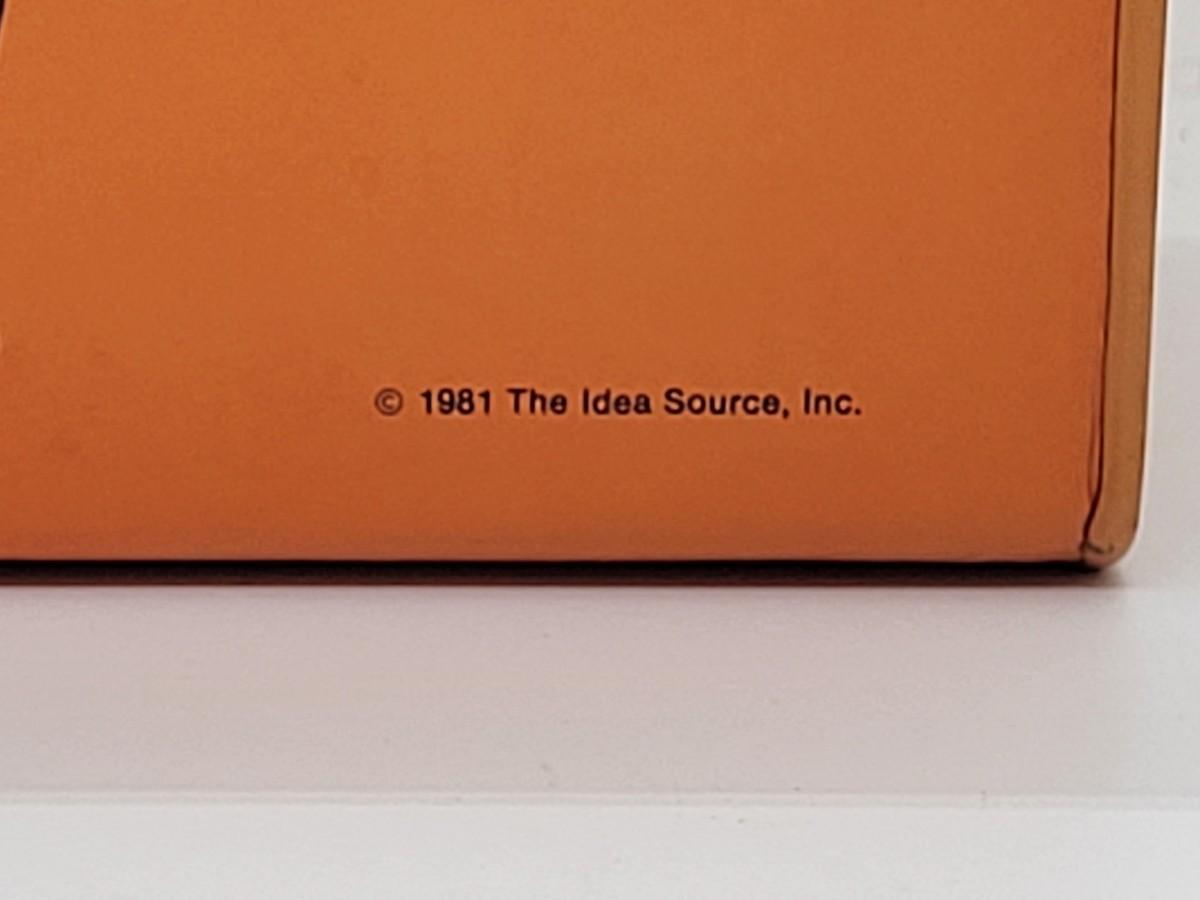 © 1981 The Idea Source, Inc.